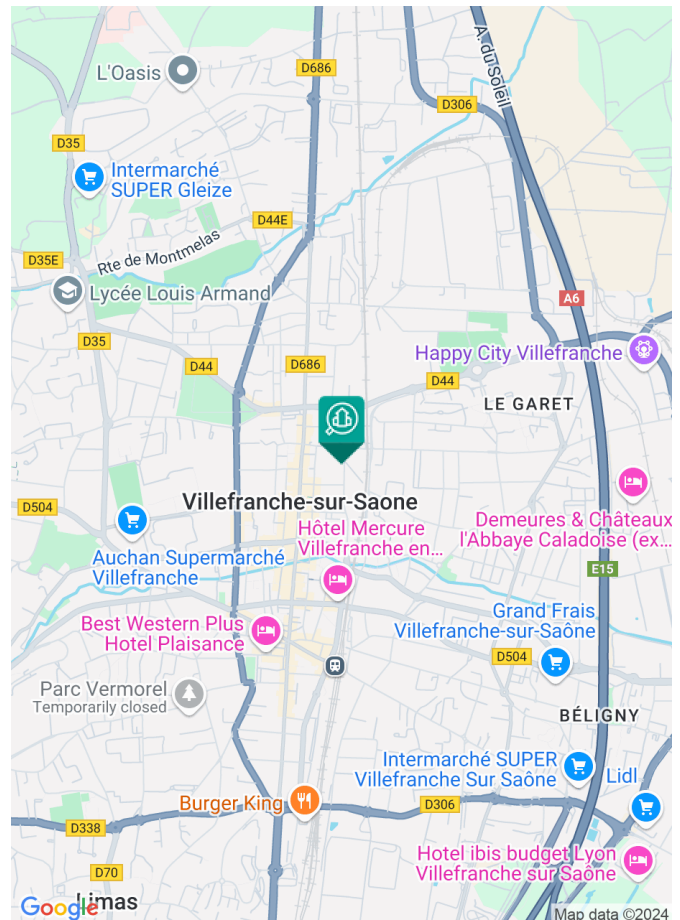 D686
L'Oasis
A. du Soleil
D306
D35
Intermarché
SUPER Gleize
D44E
Rte de Montmelas
D35E
Lycée Louis Armand
A6
D35
D686
Happy City Villefranche
D44
D44
LE GARET
Villefranche-sur-Saone
D504
Hôtel Mercure
Villefranche en...
Demeures & Châteaux
l'Abbaye Caladoise (ex...
Auchan Supermarché
Villefranche
E15
Best Western Plus
Hotel Plaisance
Grand Frais
Villefranche-sur-Saône
D504
Parc Vermorel
Temporarily closed
BÉLIGNY
Intermarché SUPER
Villefranche Sur Saône
Lidl
Burger King
D306
D338
D70
Hotel ibis budget Lyon
Villefranche sur Saône
Limas
Google
Map data ©2024